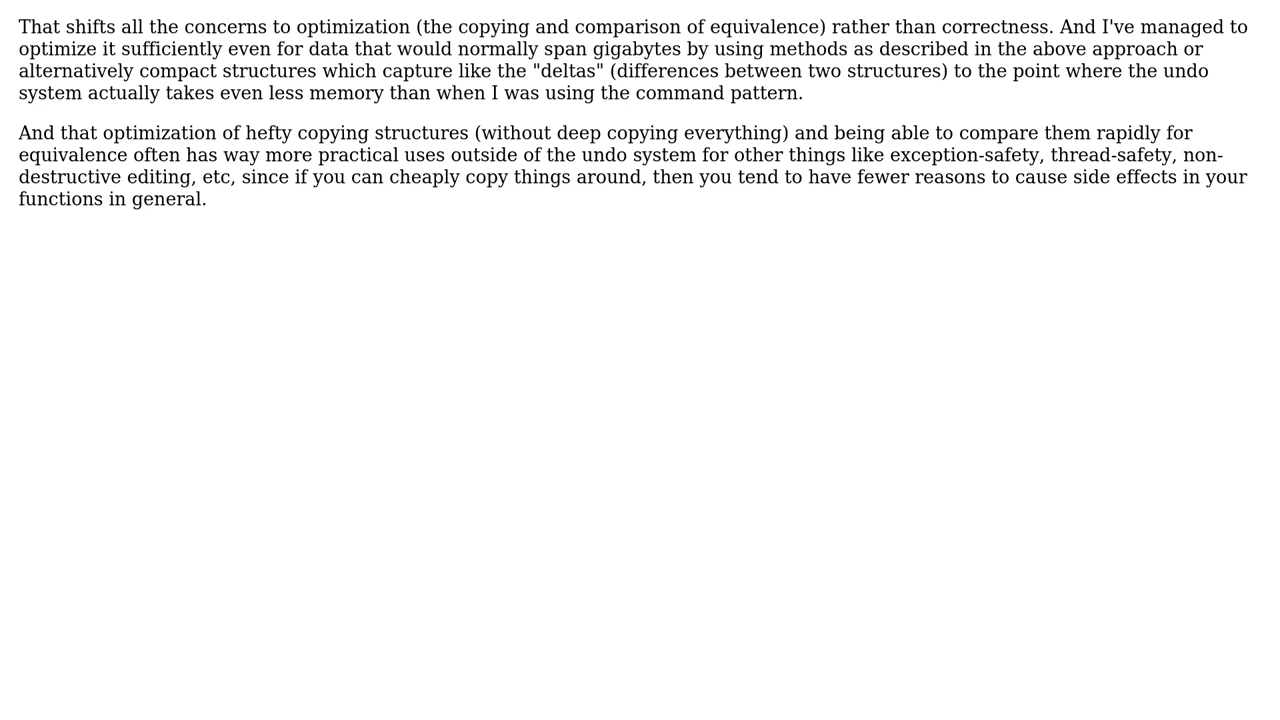 That shifts all the concerns to optimization (the copying and comparison of equivalence) rather than correctness. And I've managed to
optimize it sufficiently even for data that would normally span gigabytes by using methods as described in the above approach or
alternatively compact structures which capture like the "deltas" (differences between two structures) to the point where the undo
system actually takes even less memory than when I was using the command pattern.
And that optimization of hefty copying structures (without deep copying everything) and being able to compare them rapidly for
equivalence often has way more practical uses outside of the undo system for other things like exception-safety, thread-safety, non-
destructive editing, etc, since if you can cheaply copy things around, then you tend to have fewer reasons to cause side effects in your
functions in general.